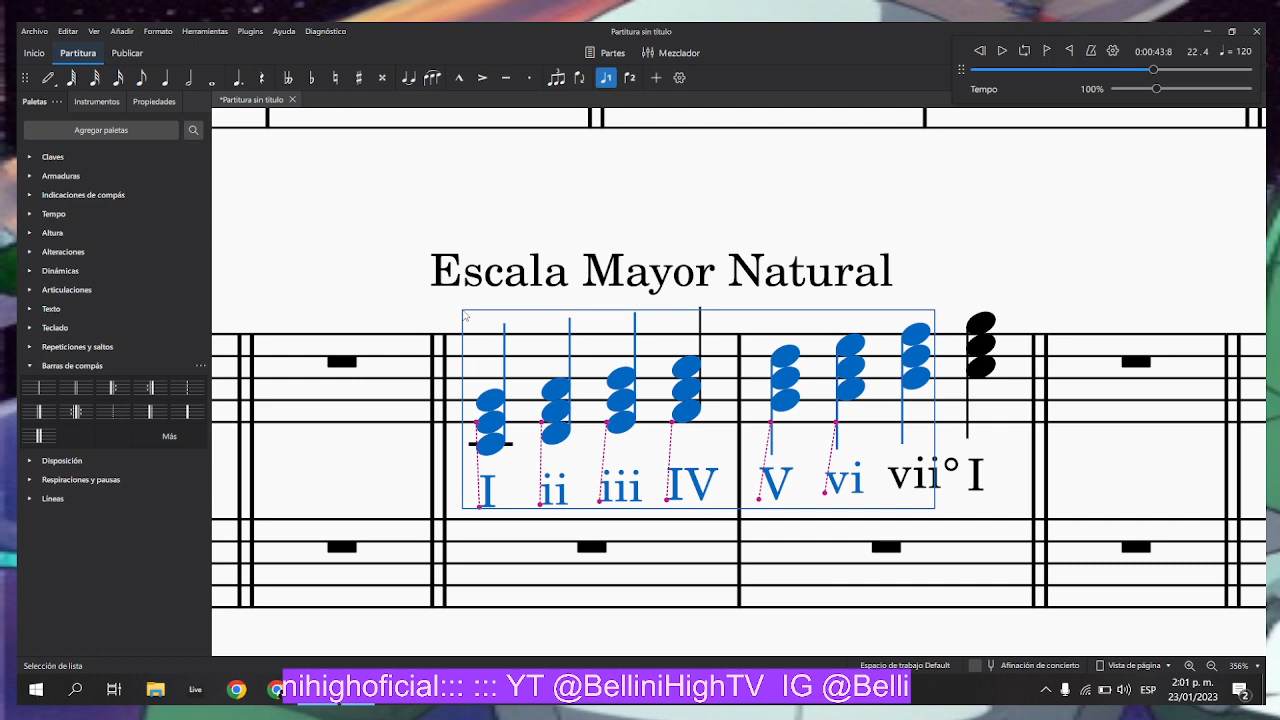 Archivo Editar Ver Añadir Formato Herramientas Plugins Ayuda Diagnóstico
Partitura sin título
Inicio Partitura Publicar
Partes Mezclador
0:00:43:8 22 .4 = 120
Tempo 100%
Paletas Instrumentos Propiedades
*Partitura sin título
Agregar paletas
Claves
Armaduras
Indicaciones de compás
Tempo
Altura
Alteraciones
Dinámicas
Articulaciones
Texto
Teclado
Repeticiones y saltos
Barras de compás
Más
Disposición
Respiraciones y pausas
Líneas
Escala Mayor Natural
I ii iii IV V vi vii° I
Selección de lista
Espacio de trabajo Default Afinación de concierto Vista de página 356%
Live
nihighoficial::: ::: YT @BelliniHighTV IG @Belli
ESP
2:01 p. m.
23/01/2023
2